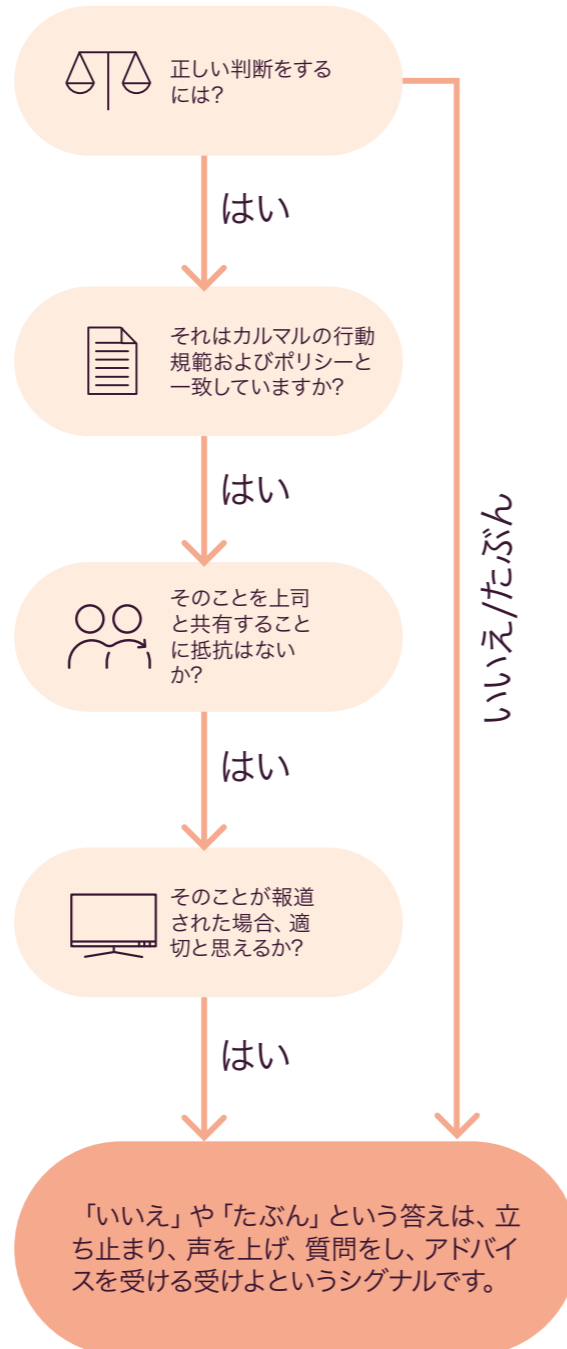 正しい判断をする
には?
はい
それはカルマルの行動
規範およびポリシーと
一致していますか?
はい
そのことを上司
と共有すること
に抵抗はない
か?
はい
いいえ/たぶん
そのことが報道
された場合、適
切と思えるか?
はい
「いいえ」や「たぶん」という答えは、立
ち止まり、声を上げ、質問をし、アドバイ
スを受ける受けよというシグナルです。